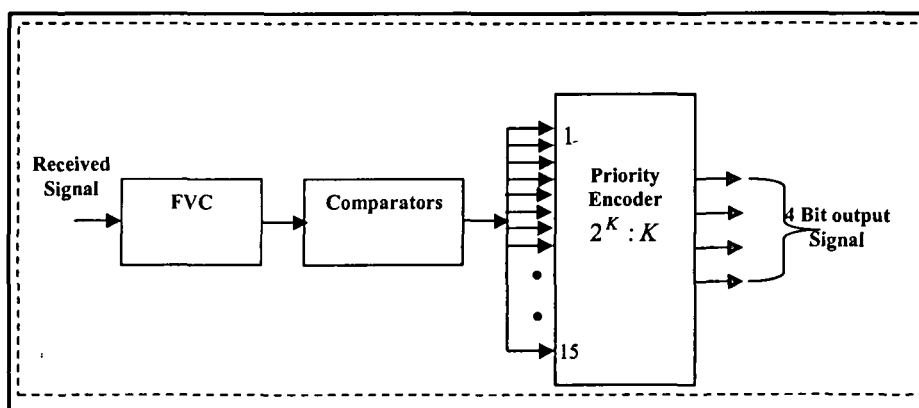 Received
Signal
FVC
Comparators
1-
Priority
Encoder
2^K : K
15
4 Bit output
Signal